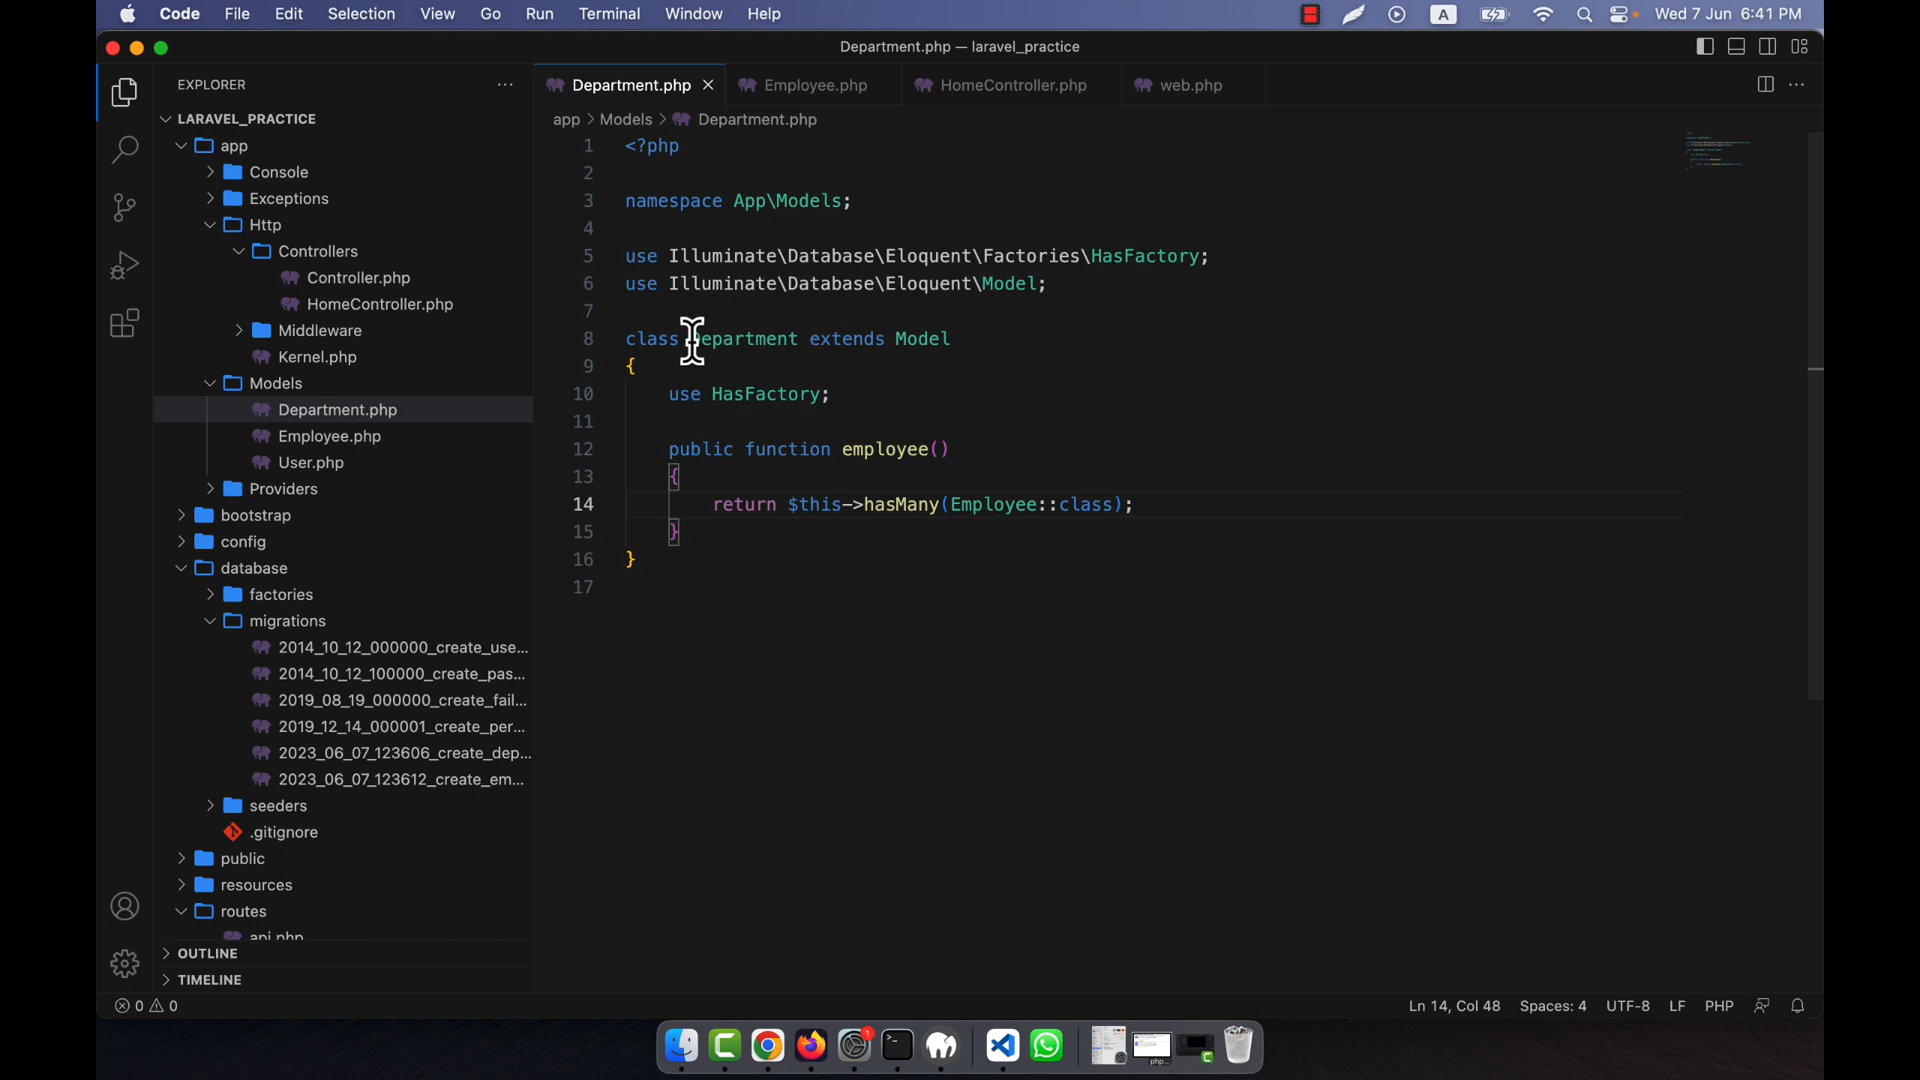 Code File Edit Selection View Go Run Terminal Window Help A Wed 7 Jun 6:41 PM
Department.php — laravel_practice
EXPLORER
LARAVEL_PRACTICE
app
Console
Exceptions
Http
Controllers
Controller.php
HomeController.php
Middleware
Kernel.php
Models
Department.php
Employee.php
User.php
Providers
bootstrap
config
database
factories
migrations
2014_10_12_000000_create_use...
2014_10_12_100000_create_pas...
2019_08_19_000000_create_fail...
2019_12_14_000001_create_per...
2023_06_07_123606_create_dep...
2023_06_07_123612_create_em...
seeders
.gitignore
public
resources
routes
api.php
OUTLINE
TIMELINE
Department.php Employee.php HomeController.php web.php
app > Models > Department.php
1 <?php
2
3 namespace App\Models;
4
5 use Illuminate\Database\Eloquent\Factories\HasFactory;
6 use Illuminate\Database\Eloquent\Model;
7
8 class Department extends Model
9 {
10 use HasFactory;
11
12 public function employee()
13 {
14 return $this->hasMany(Employee::class);
15 }
16 }
17
0 0 Ln 14, Col 48 Spaces: 4 UTF-8 LF PHP
1
php...